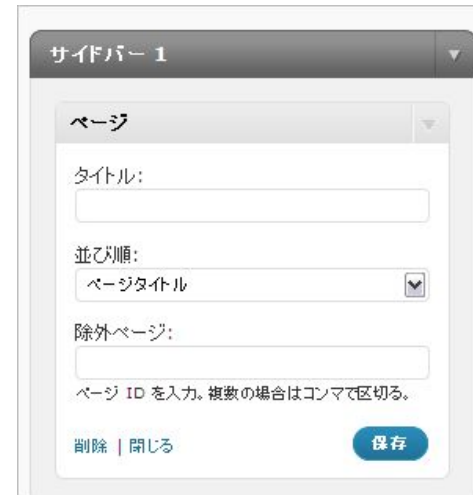 サイドバー 1
ページ
タイトル:
並び順:
ページタイトル
除外ページ:
ページ ID を入力。複数の場合はコンマで区切る。
削除 | 閉じる
保存